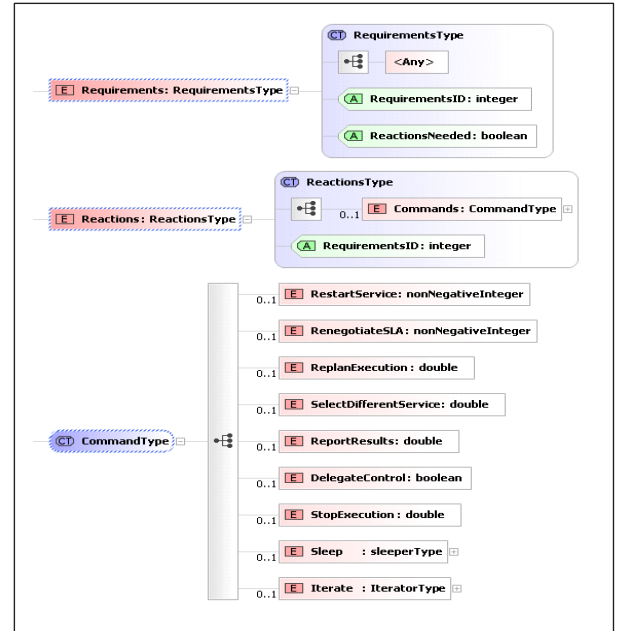 CT RequirementsType
<Any>
E Requirements: RequirementsType
A RequirementsID: integer
A ReactionsNeeded: boolean
CT ReactionsType
E Reactions: ReactionsType
0..1 E Commands: CommandType
A RequirementsID: integer
0..1 E RestartService: nonNegativeInteger
0..1 E RenegotiateSLA: nonNegativeInteger
0..1 E ReplanExecution: double
0..1 E SelectDifferentService: double
CT CommandType
0..1 E ReportResults: double
0..1 E DelegateControl: boolean
0..1 E StopExecution: double
0..1 E Sleep : sleeperType
0..1 E Iterate : IteratorType